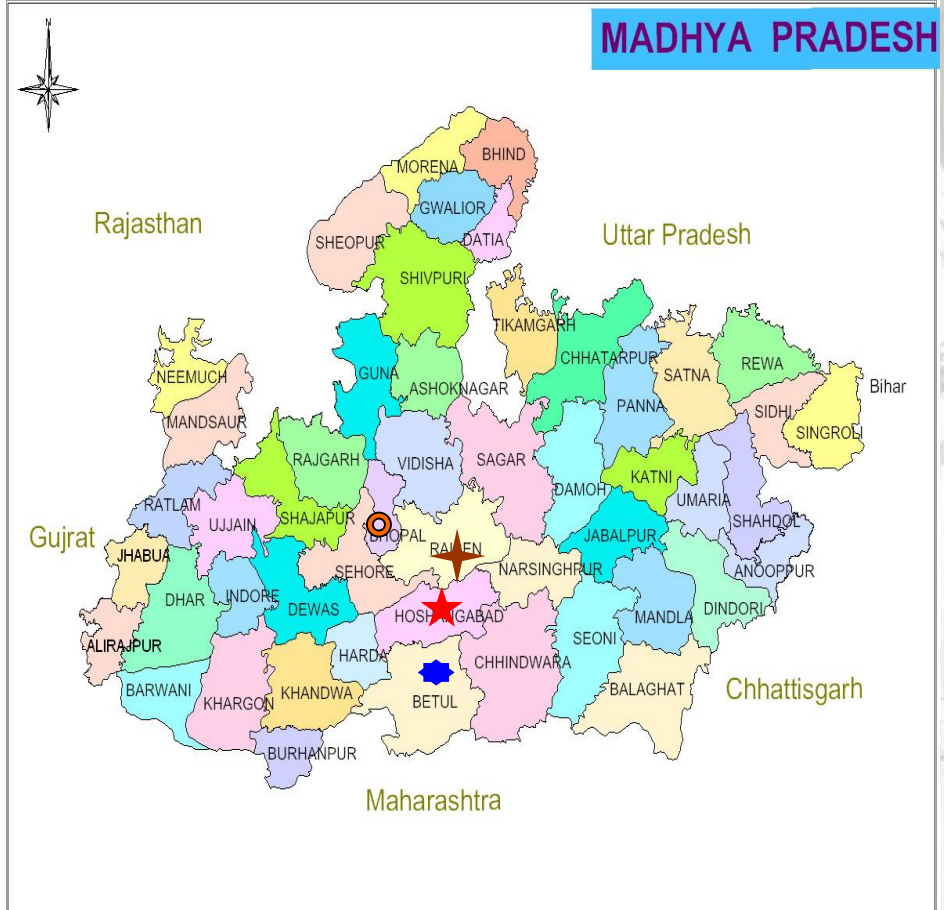 N
MADHYA PRADESH
BHIND
MORENA
GWALIOR
Rajasthan
Uttar Pradesh
SHEOPUR
DATIA
SHIVPURI
TIKAMGARH
CHHATARPUR
REWA
NEEMUCH
GUNA
SATNA
ASHOKNAGAR
Bihar
PANNA
SIDHI
MANDSAUR
SINGROLI
RAJGARH
VIDISHA
SAGAR
KATNI
DAMOH
UMARIA
RATLAM
SHAJAPUR
SHAHDOL
UJJAIN
Gujrat
BHOPAL
JABALPUR
RAISEN
JHABUA
NARSINGHPUR
SEHORE
ANOOPPUR
DHAR
INDORE
DEWAS
DINDORI
HOSHANGABAD
MANDLA
SEONI
ALIRAJPUR
HARDA
CHHINDWARA
BARWANI
KHANDWA
BALAGHAT
Chhattisgarh
KHARGON
BETUL
BURHANPUR
Maharashtra